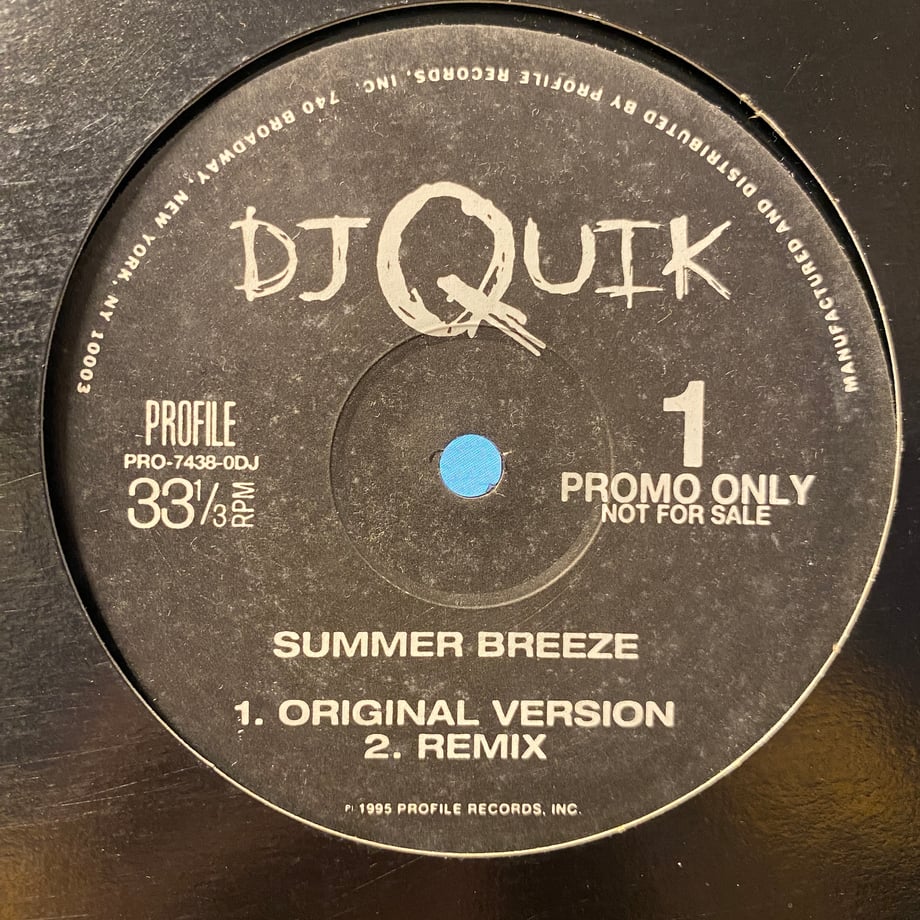 MANUFACTURED AND DISTRIBUTED BY PROFILE RECORDS, INC. 740 BROADWAY, NEW YORK, NY 10003
DJ QUIK
PROFILE
PRO-7438-0DJ
33 1/3 RPM
1
PROMO ONLY
NOT FOR SALE
SUMMER BREEZE
1. ORIGINAL VERSION
2. REMIX
℗ 1995 PROFILE RECORDS, INC.